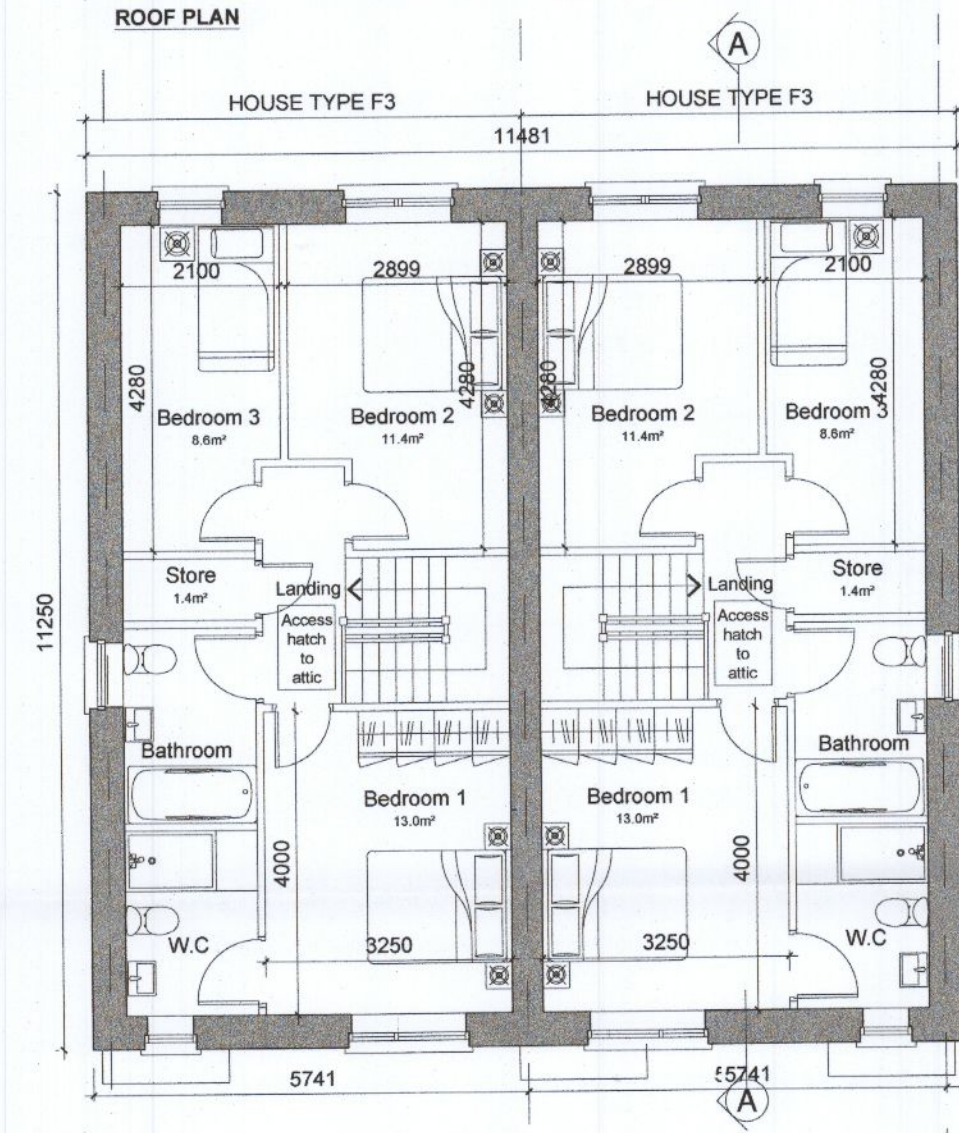 ROOF PLAN
A
HOUSE TYPE F3
HOUSE TYPE F3
11481
2100
2899
2899
2100
4280
4280
4280
4280
Bedroom 3
8.6m²
Bedroom 2
11.4m²
Bedroom 2
11.4m²
Bedroom 3
8.6m²
11250
Store
1.4m²
Landing
Landing
Store
1.4m²
Access
hatch
to
attic
Access
hatch
to
attic
Bathroom
Bathroom
Bedroom 1
13.0m²
Bedroom 1
13.0m²
4000
4000
W.C
3250
3250
W.C
5741
55741
A